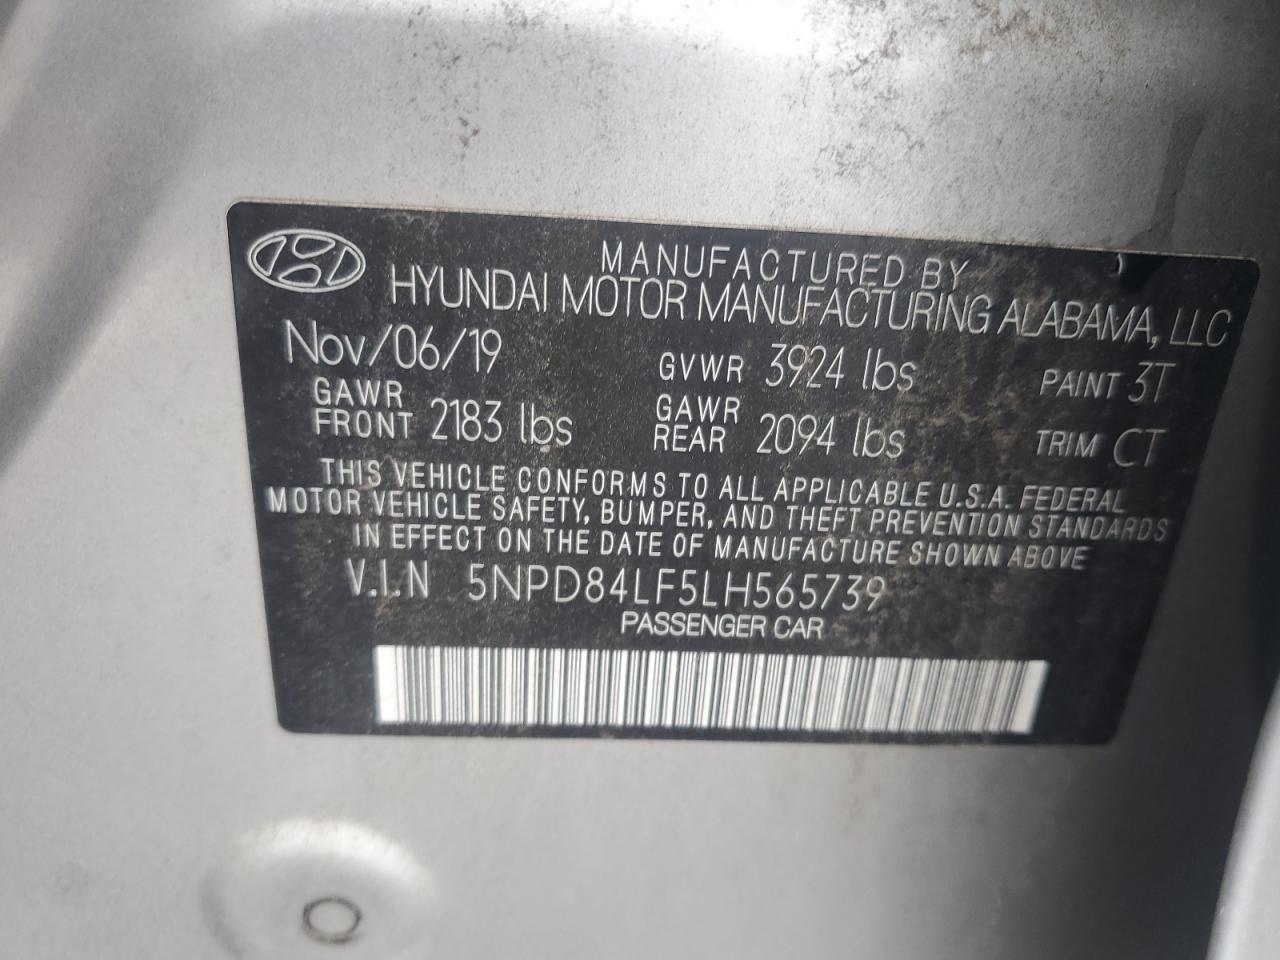 MANUFACTURED BY
HYUNDAI MOTOR MANUFACTURING ALABAMA, LLC
Nov/06/19 GVWR 3924 lbs PAINT 3T
GAWR FRONT 2183 lbs GAWR REAR 2094 lbs TRIM CT
THIS VEHICLE CONFORMS TO ALL APPLICABLE U.S.A. FEDERAL
MOTOR VEHICLE SAFETY, BUMPER, AND THEFT PREVENTION STANDARDS
IN EFFECT ON THE DATE OF MANUFACTURE SHOWN ABOVE
V.I.N 5NPD84LF5LH565739
PASSENGER CAR